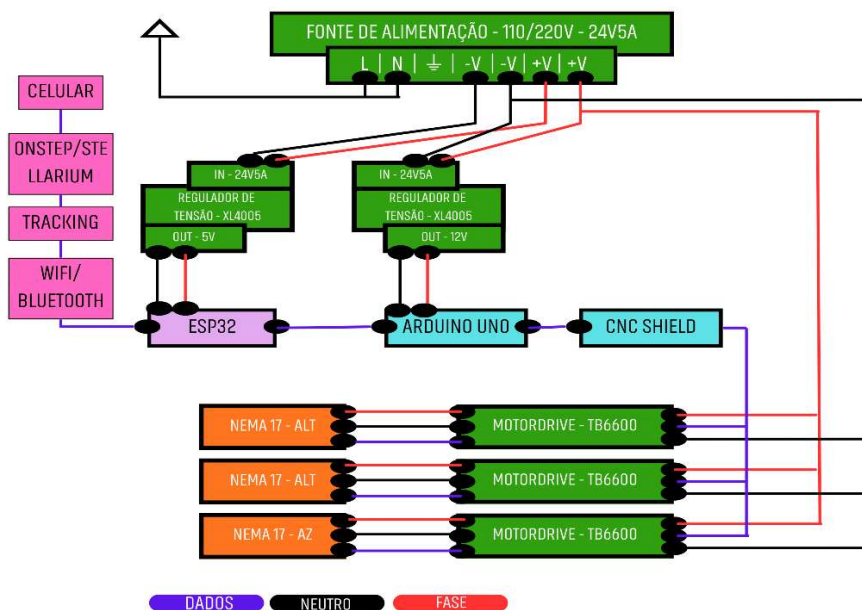 FONTE DE ALIMENTAÇÃO - 110/220V - 24V5A
L | N | ⏚ | -V | -V | +V | +V
CELULAR
ONSTEP/STE
LLARIUM
TRACKING
WIFI/
BLUETOOTH
IN - 24V5A
REGULADOR DE
TENSÃO - XL4005
OUT - 5V
IN - 24V5A
REGULADOR DE
TENSÃO - XL4005
OUT - 12V
ESP32
ARDUINO UNO
CNC SHIELD
NEMA 17 - ALT
MOTORDRIVE - TB6600
NEMA 17 - ALT
MOTORDRIVE - TB6600
NEMA 17 - AZ
MOTORDRIVE - TB6600
DADOS
NEUTRO
FASE